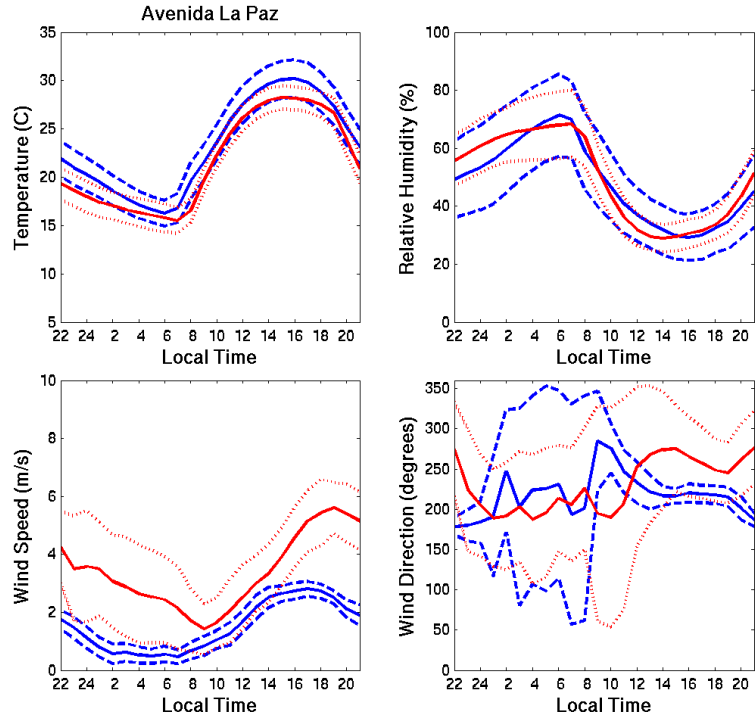 Avenida La Paz
Temperature (C)
35
30
25
20
15
10
5
22 24 2 4 6 8 10 12 14 16 18 20
Local Time
Relative Humidity (%)
100
80
60
40
20
0
22 24 2 4 6 8 10 12 14 16 18 20
Local Time
Wind Speed (m/s)
10
8
6
4
2
0
22 24 2 4 6 8 10 12 14 16 18 20
Local Time
Wind Direction (degrees)
350
300
250
200
150
100
50
0
22 24 2 4 6 8 10 12 14 16 18 20
Local Time